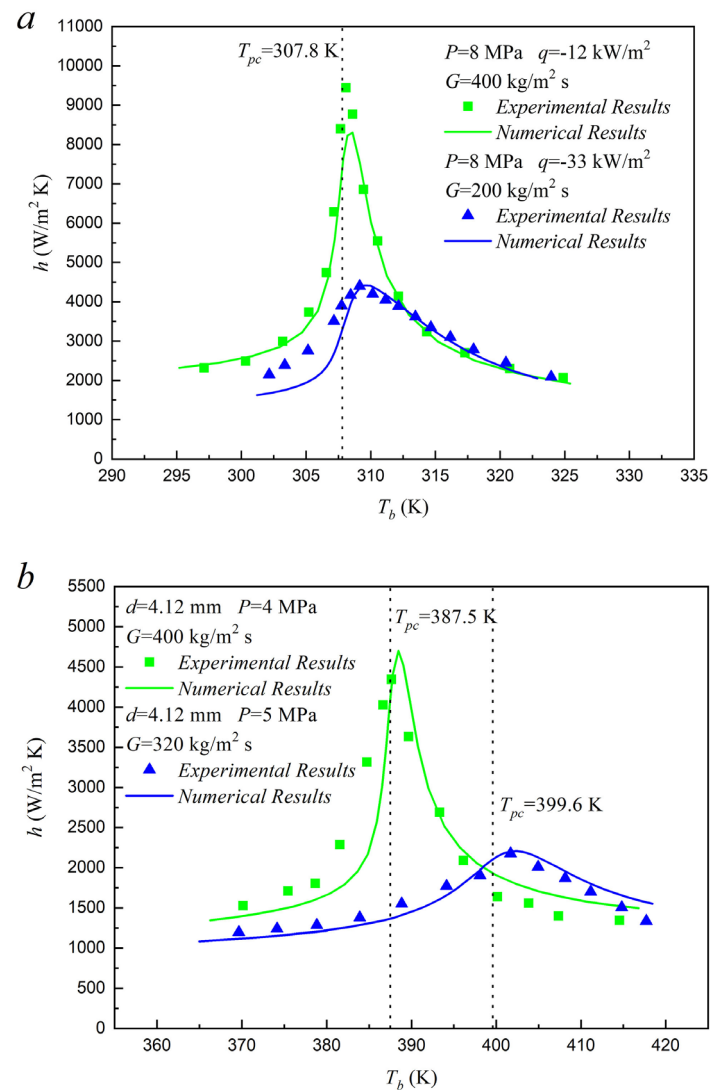 a
T_pc=307.8 K
P=8 MPa q=-12 kW/m²
G=400 kg/m² s
Experimental Results
Numerical Results
P=8 MPa q=-33 kW/m²
G=200 kg/m² s
Experimental Results
Numerical Results
h (W/m² K)
11000
10000
9000
8000
7000
6000
5000
4000
3000
2000
1000
0
290 295 300 305 310 315 320 325 330 335
T_b (K)
b
d=4.12 mm P=4 MPa
G=400 kg/m² s
Experimental Results
Numerical Results
d=4.12 mm P=5 MPa
G=320 kg/m² s
Experimental Results
Numerical Results
T_pc=387.5 K
T_pc=399.6 K
h (W/m² K)
5500
5000
4500
4000
3500
3000
2500
2000
1500
1000
500
0
360 370 380 390 400 410 420
T_b (K)